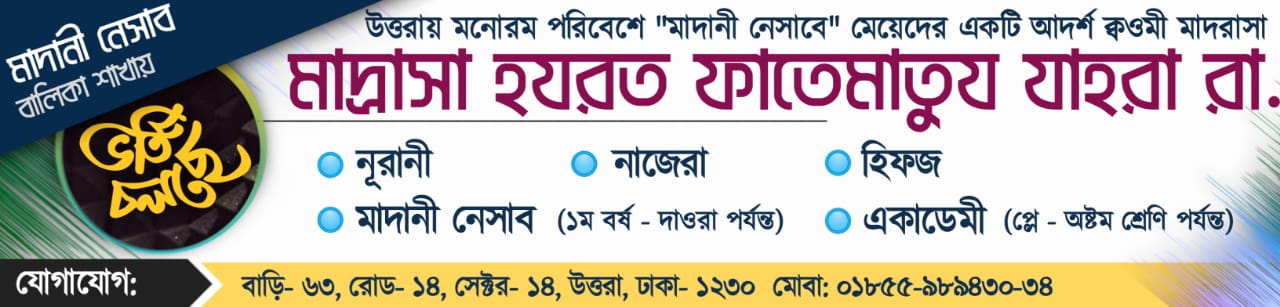 মাদানী নেসাব
বালিকা শাখায়
ভর্তি
চলছে
উত্তরায় মনোরম পরিবেশে "মাদানী নেসাবে" মেয়েদের একটি আদর্শ ক্বওমী মাদরাসা
মাদ্রাসা হযরত ফাতেমাতুয যাহরা রা.
নূরানী
নাজেরা
হিফজ
মাদানী নেসাব (১ম বর্ষ - দাওরা পর্যন্ত)
একাডেমী (প্লে - অষ্টম শ্রেণি পর্যন্ত)
যোগাযোগ:
বাড়ি- ৬৩, রোড- ১৪, সেক্টর- ১৪, উত্তরা, ঢাকা- ১২৩০ মোবা: ০১৮৫৫-৯৮৯৪৩০-৩৪